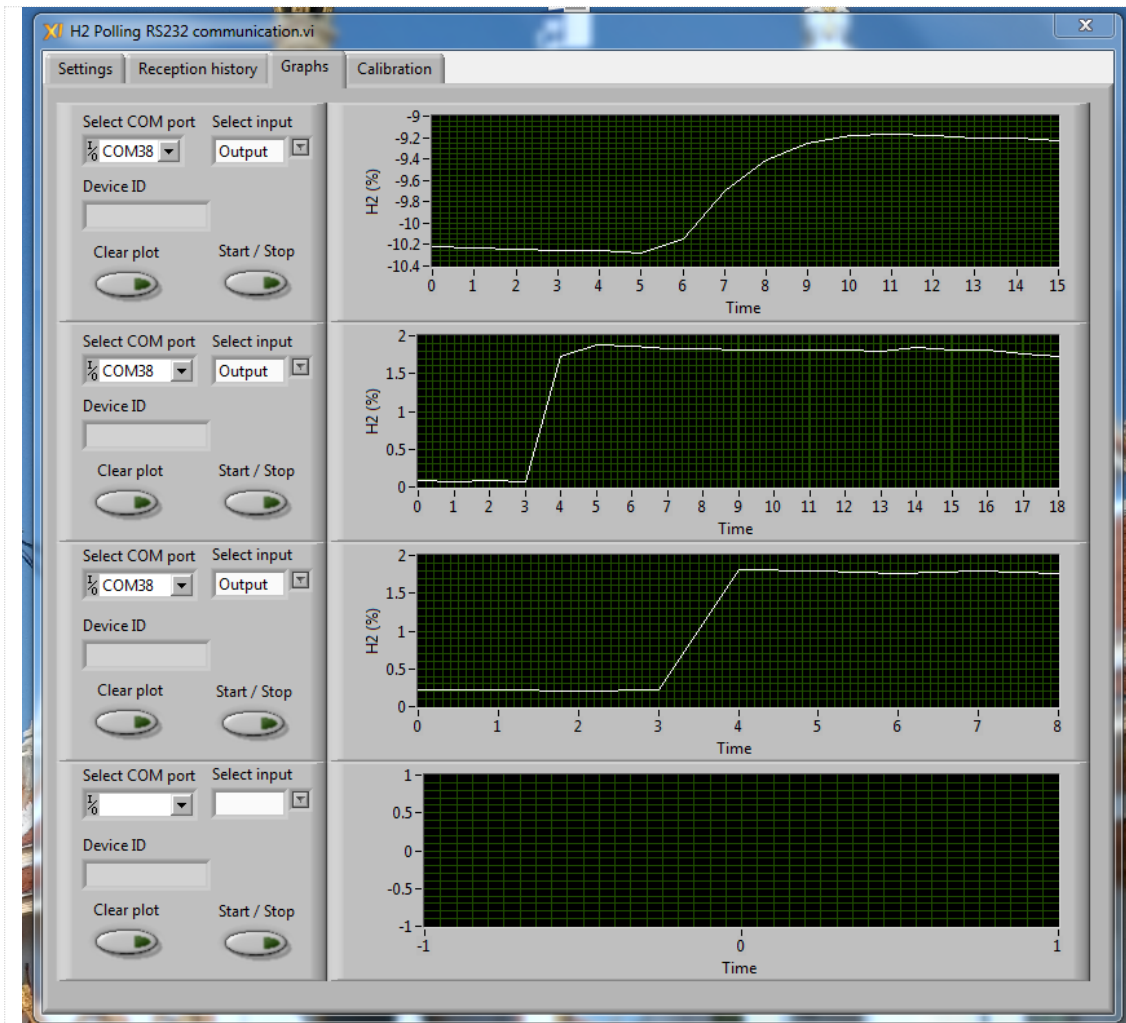 H2 Polling RS232 communication.vi
X
Settings Reception history Graphs Calibration
Select COM port Select input
I/0 COM38 Output
Device ID
Clear plot Start / Stop
H2 (%)
-9
-9.2
-9.4
-9.6
-9.8
-10
-10.2
-10.4
0 1 2 3 4 5 6 7 8 9 10 11 12 13 14 15
Time
Select COM port Select input
I/0 COM38 Output
Device ID
Clear plot Start / Stop
H2 (%)
2
1.5
1
0.5
0
0 1 2 3 4 5 6 7 8 9 10 11 12 13 14 15 16 17 18
Time
Select COM port Select input
I/0 COM38 Output
Device ID
Clear plot Start / Stop
H2 (%)
2
1.5
1
0.5
0
0 1 2 3 4 5 6 7 8
Time
Select COM port Select input
I/0
Device ID
Clear plot Start / Stop
1
0.5
0
-0.5
-1
-1 0 1
Time